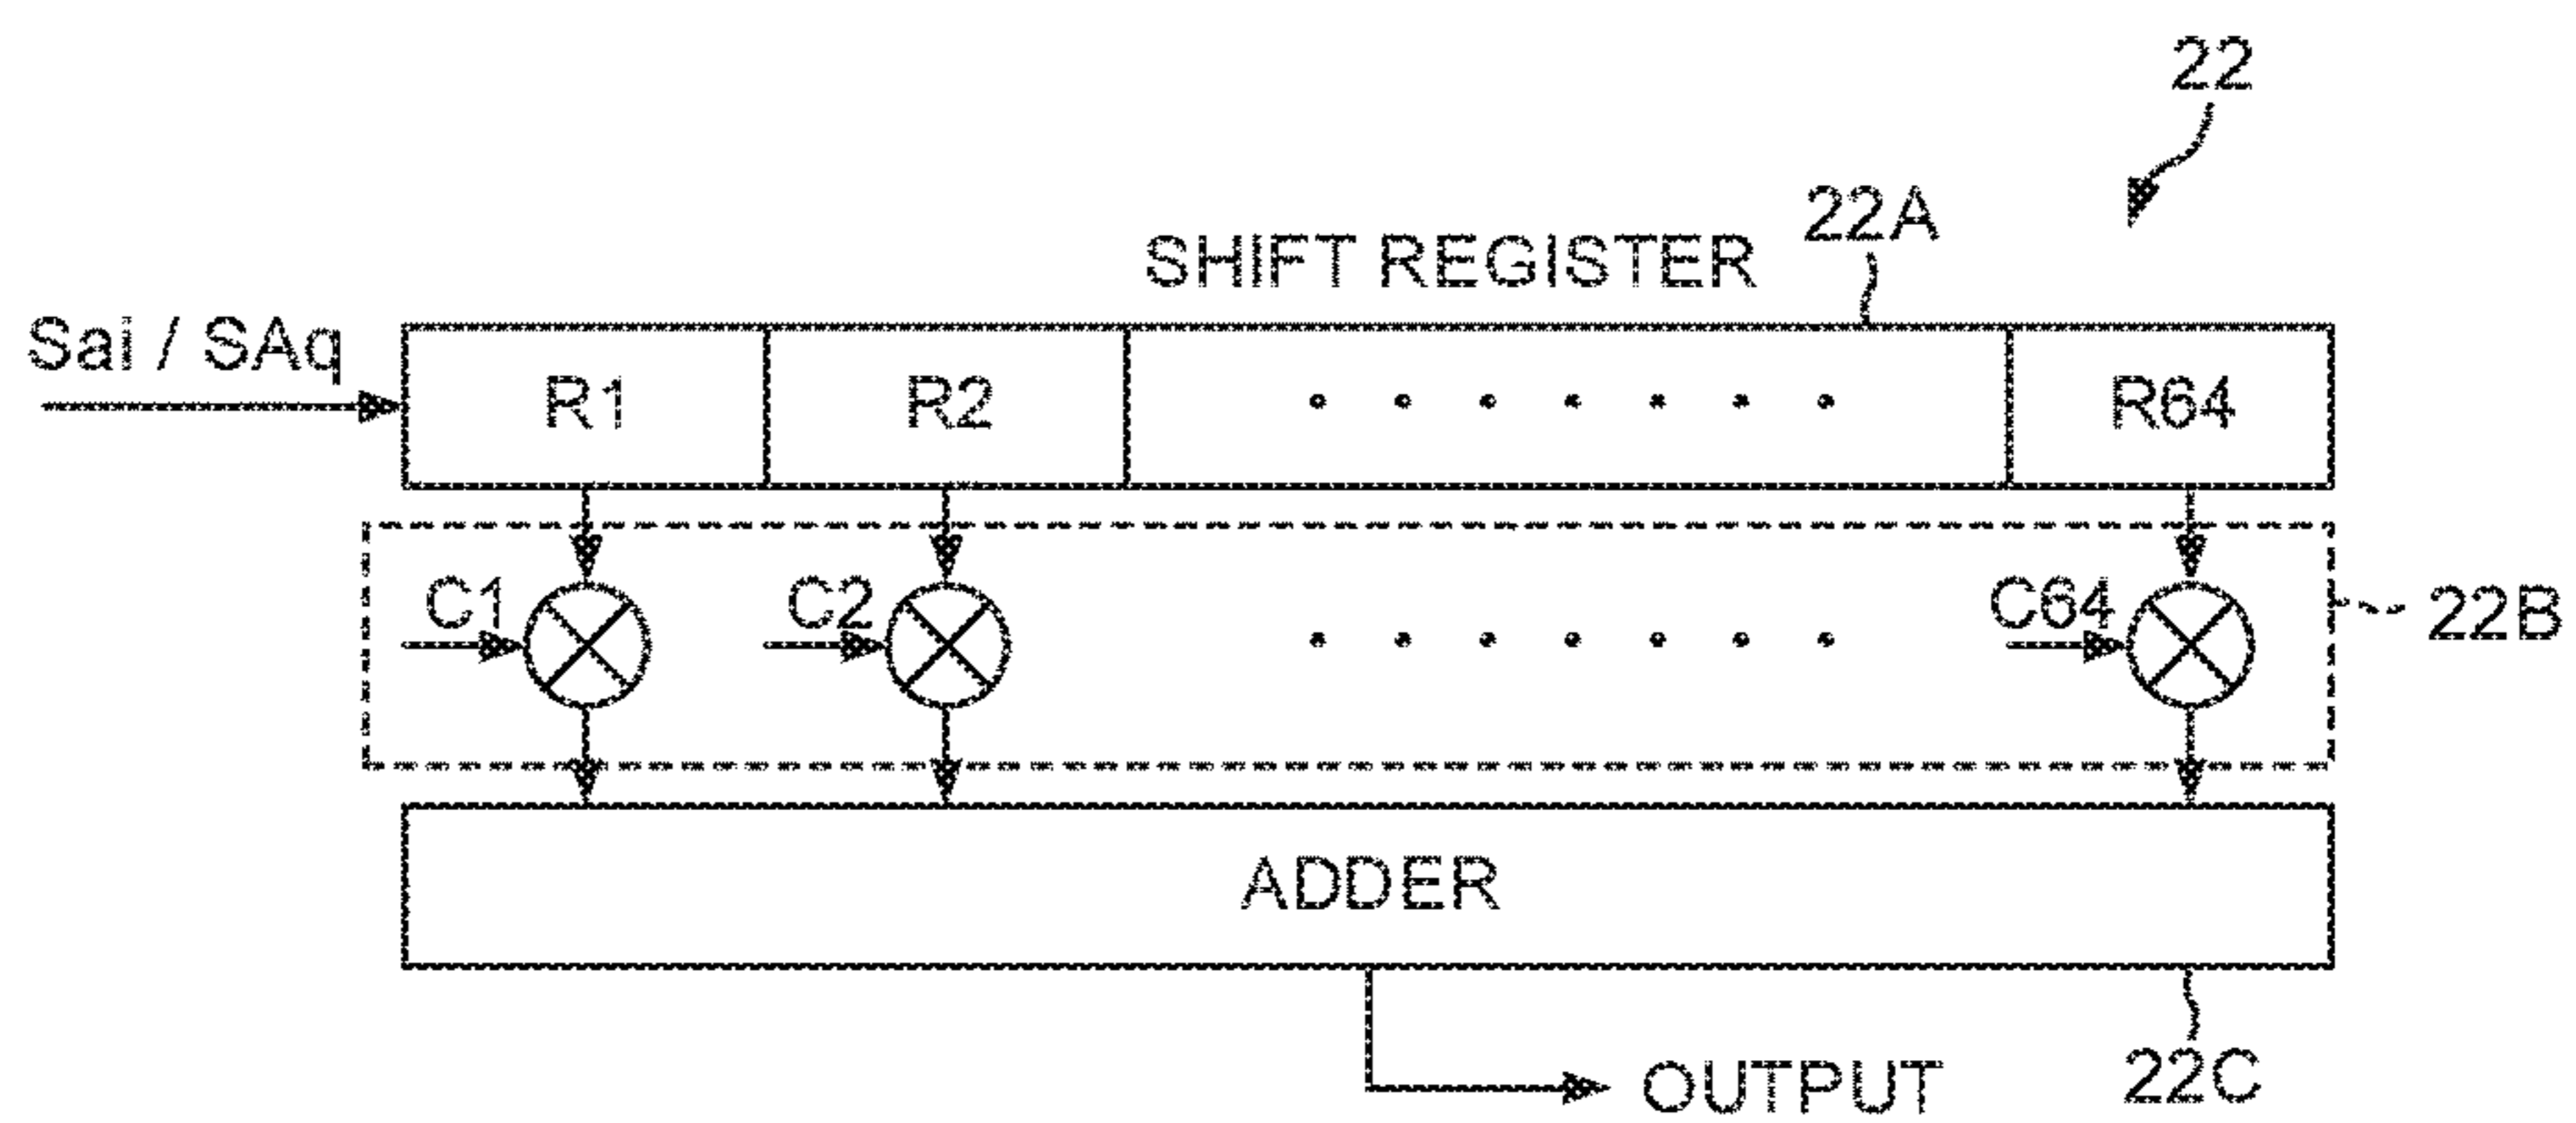 22
22A
SHIFT REGISTER
Sai / SAq
R1 R2 R64
C1 C2 C64
22B
ADDER
OUTPUT
22C